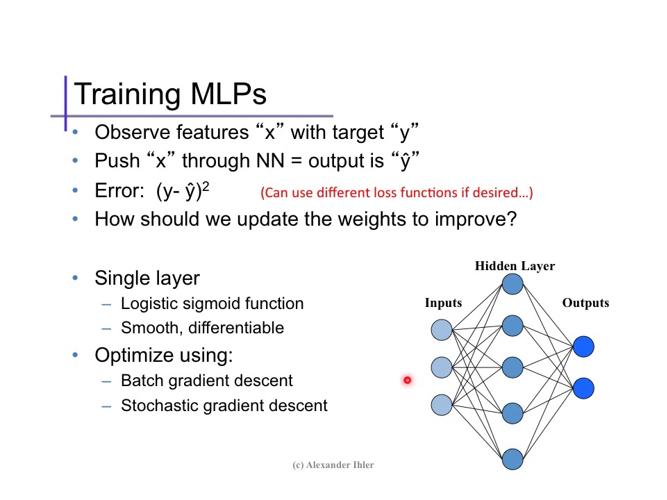 Training MLPs
• Observe features “x” with target “y”
• Push “x” through NN = output is “ŷ”
• Error: (y- ŷ)² (Can use different loss functions if desired…)
• How should we update the weights to improve?
• Single layer
– Logistic sigmoid function
– Smooth, differentiable
• Optimize using:
– Batch gradient descent
– Stochastic gradient descent
Hidden Layer
Inputs
Outputs
(c) Alexander Ihler